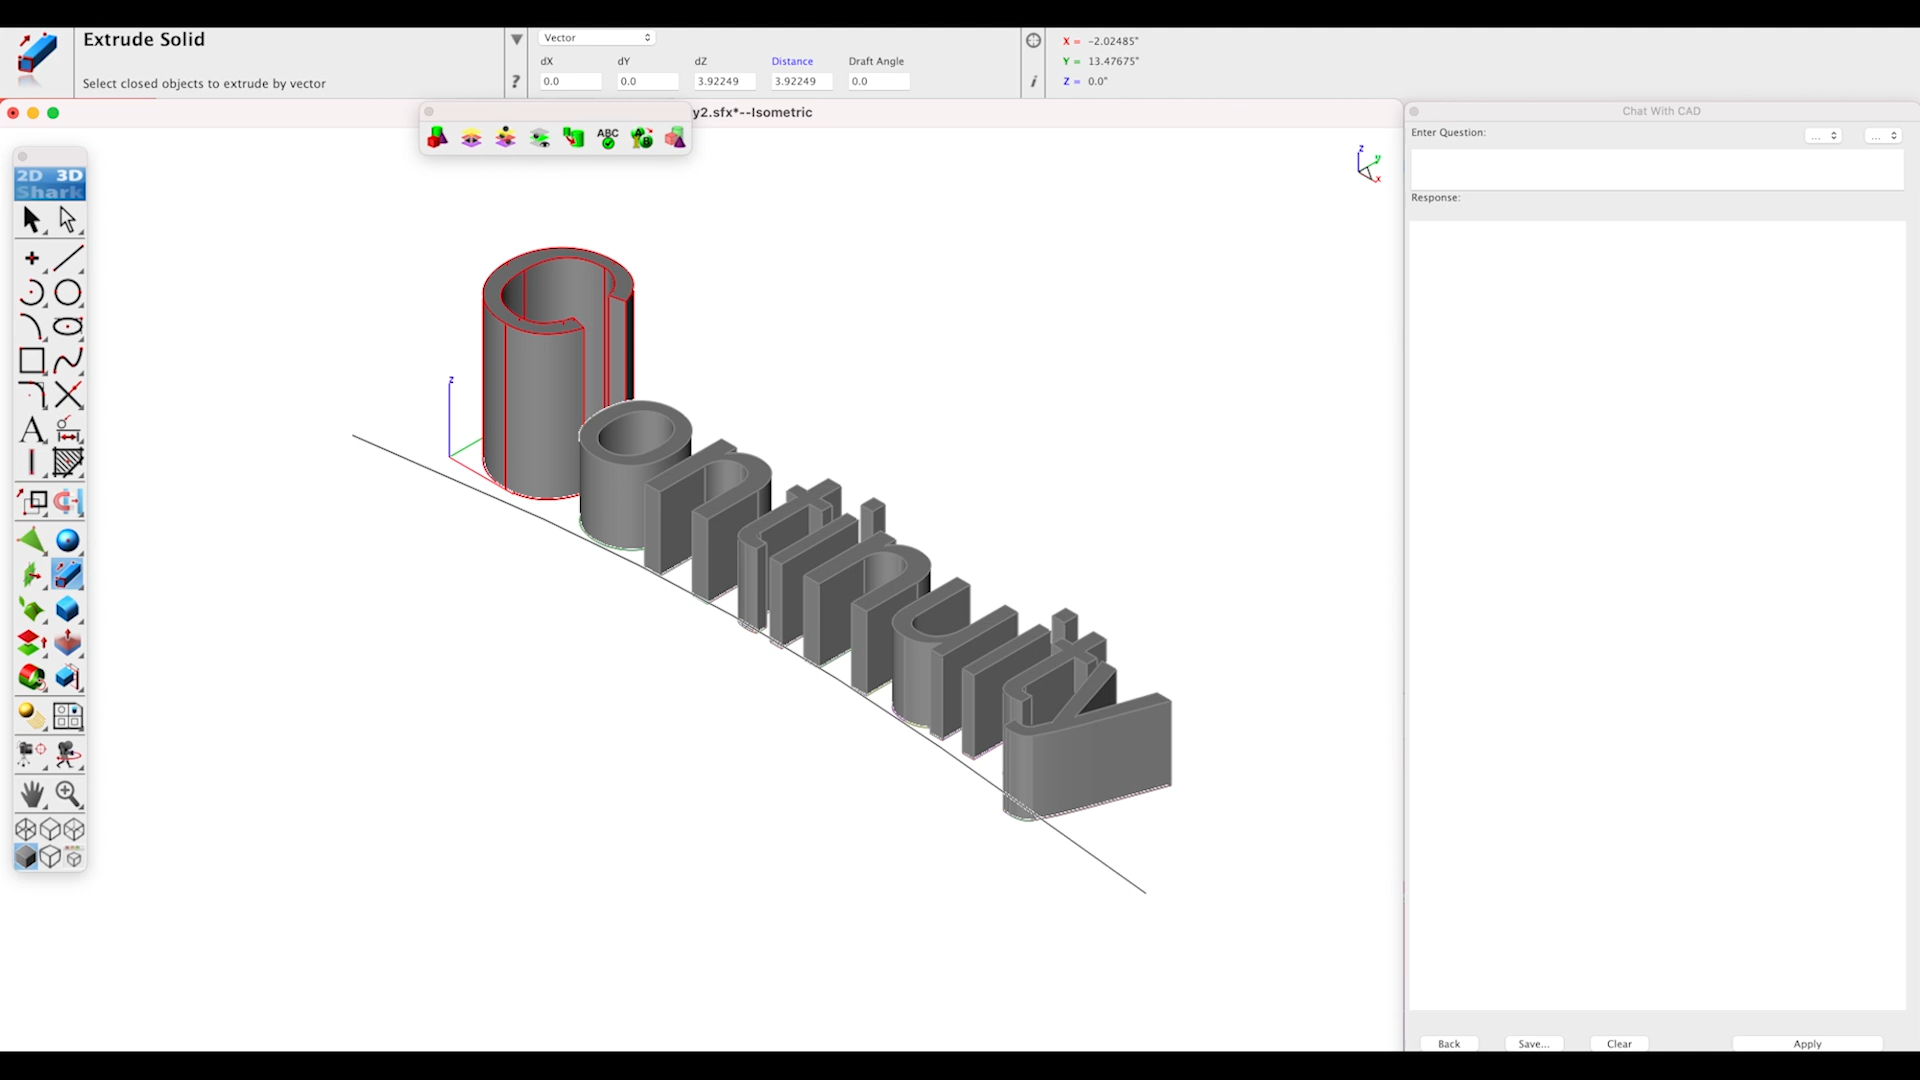 Extrude Solid
Select closed objects to extrude by vector
?
Vector
dX
dY
dZ
Distance
Draft Angle
0.0
0.0
3.92249
3.92249
0.0
i
X = -2.02485"
Y = 13.47675"
Z = 0.0"
y2.sfx*--Isometric
ABC
A
B
2D 3D
Shark
A
z
y
x
z
Continuity
Chat With CAD
Enter Question:
...
...
Response:
Back
Save...
Clear
Apply